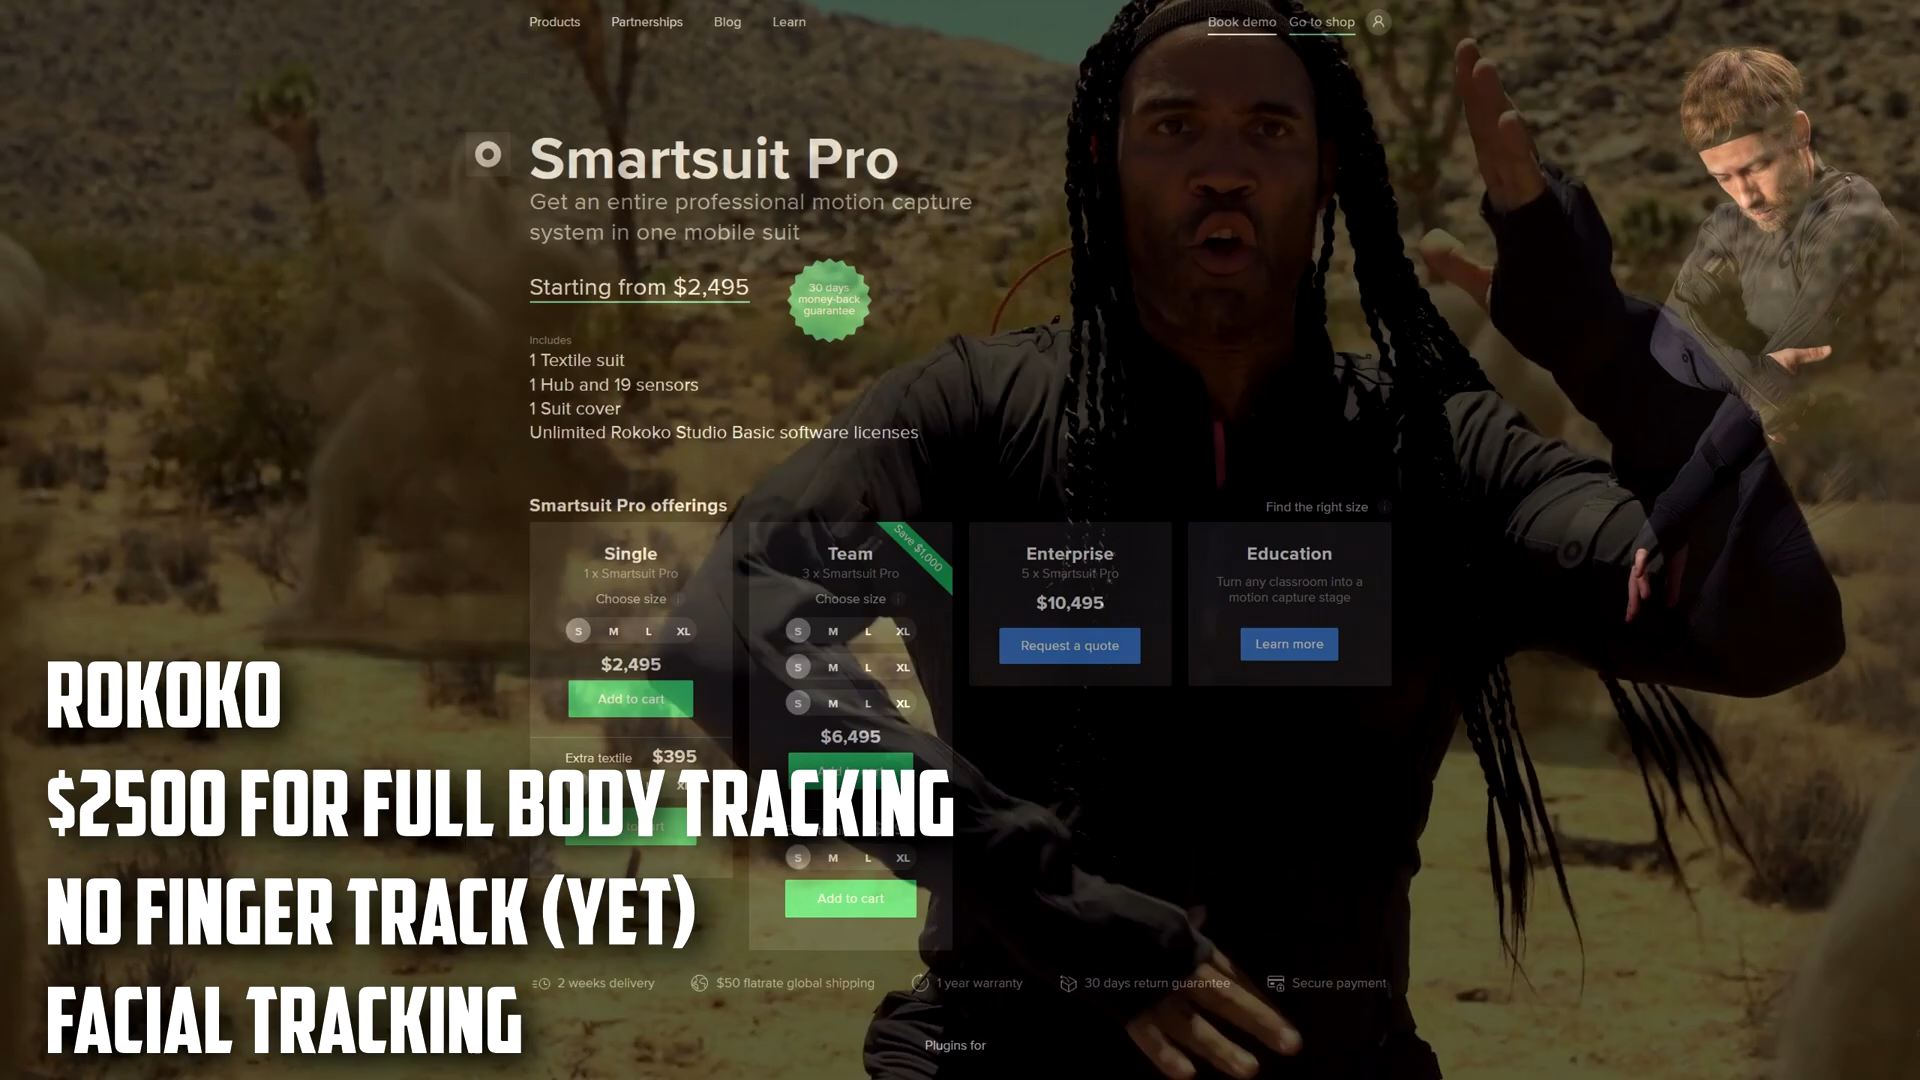 Products Partnerships Blog Learn Book demo Go to shop
Smartsuit Pro
Get an entire professional motion capture
system in one mobile suit
Starting from $2,495
30 days
money-back
guarantee
Includes
1 Textile suit
1 Hub and 19 sensors
1 Suit cover
Unlimited Rokoko Studio Basic software licenses
Smartsuit Pro offerings
Find the right size
Single
1 x Smartsuit Pro
Choose size
S M L XL
$2,495
Add to cart
Extra textile $395
Team
Save $1,000
3 x Smartsuit Pro
Choose size
S M L XL
S M L XL
S M L XL
$6,495
S M L XL
Add to cart
Enterprise
5 x Smartsuit Pro
$10,495
Request a quote
Education
Turn any classroom into a
motion capture stage
Learn more
ROKOKO
$2500 FOR FULL BODY TRACKING
NO FINGER TRACK (YET)
FACIAL TRACKING
2 weeks delivery
$50 flatrate global shipping
1 year warranty
30 days return guarantee
Secure payment
Plugins for